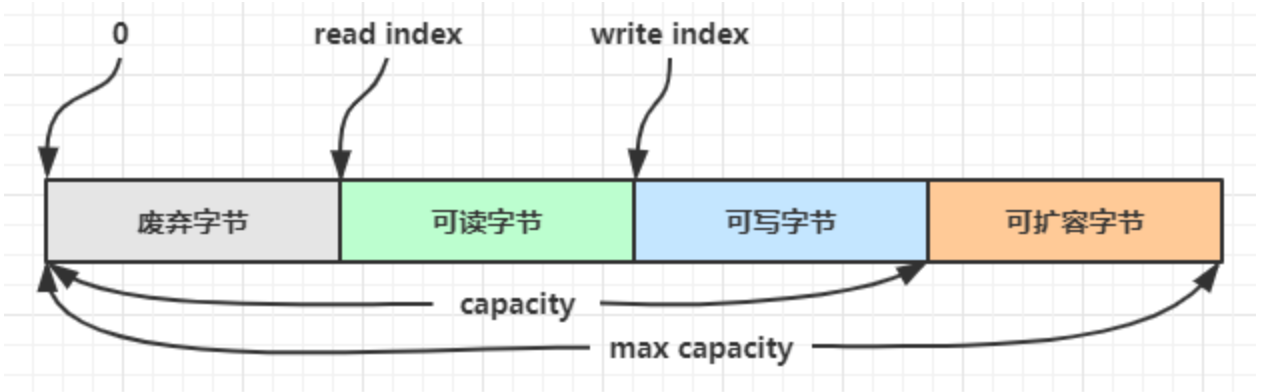 0 read index write index
废弃字节 可读字节 可写字节 可扩容字节
capacity
max capacity